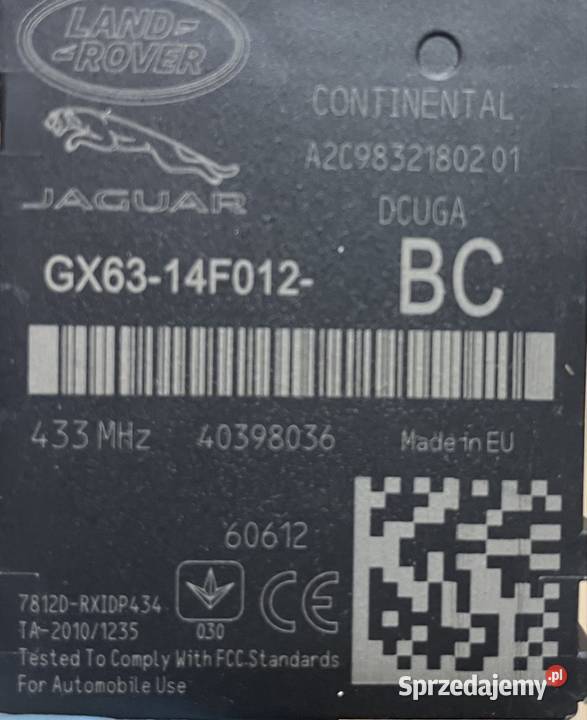 LAND-
-ROVER
JAGUAR
CONTINENTAL
A2C98321802 01
DCUGA
GX63-14F012- BC
433 MHz 40398036 Made in EU
60612
7812D-RXIDP434
TA-2010/1235
030
CE
Tested To Comply With FCC Standards
For Automobile Use
Sprzedajemy.pl